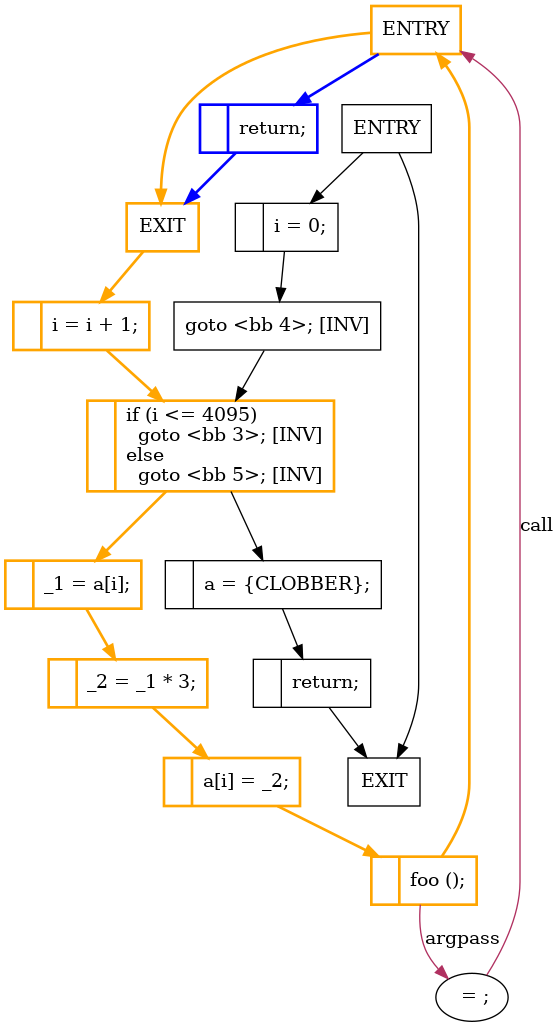 ENTRY
return;
ENTRY
EXIT
i = 0;
i = i + 1;
goto <bb 4>; [INV]
if (i <= 4095)
goto <bb 3>; [INV]
else
goto <bb 5>; [INV]
call
_1 = a[i];
a = {CLOBBER};
_2 = _1 * 3;
return;
a[i] = _2;
EXIT
foo ();
argpass
= ;